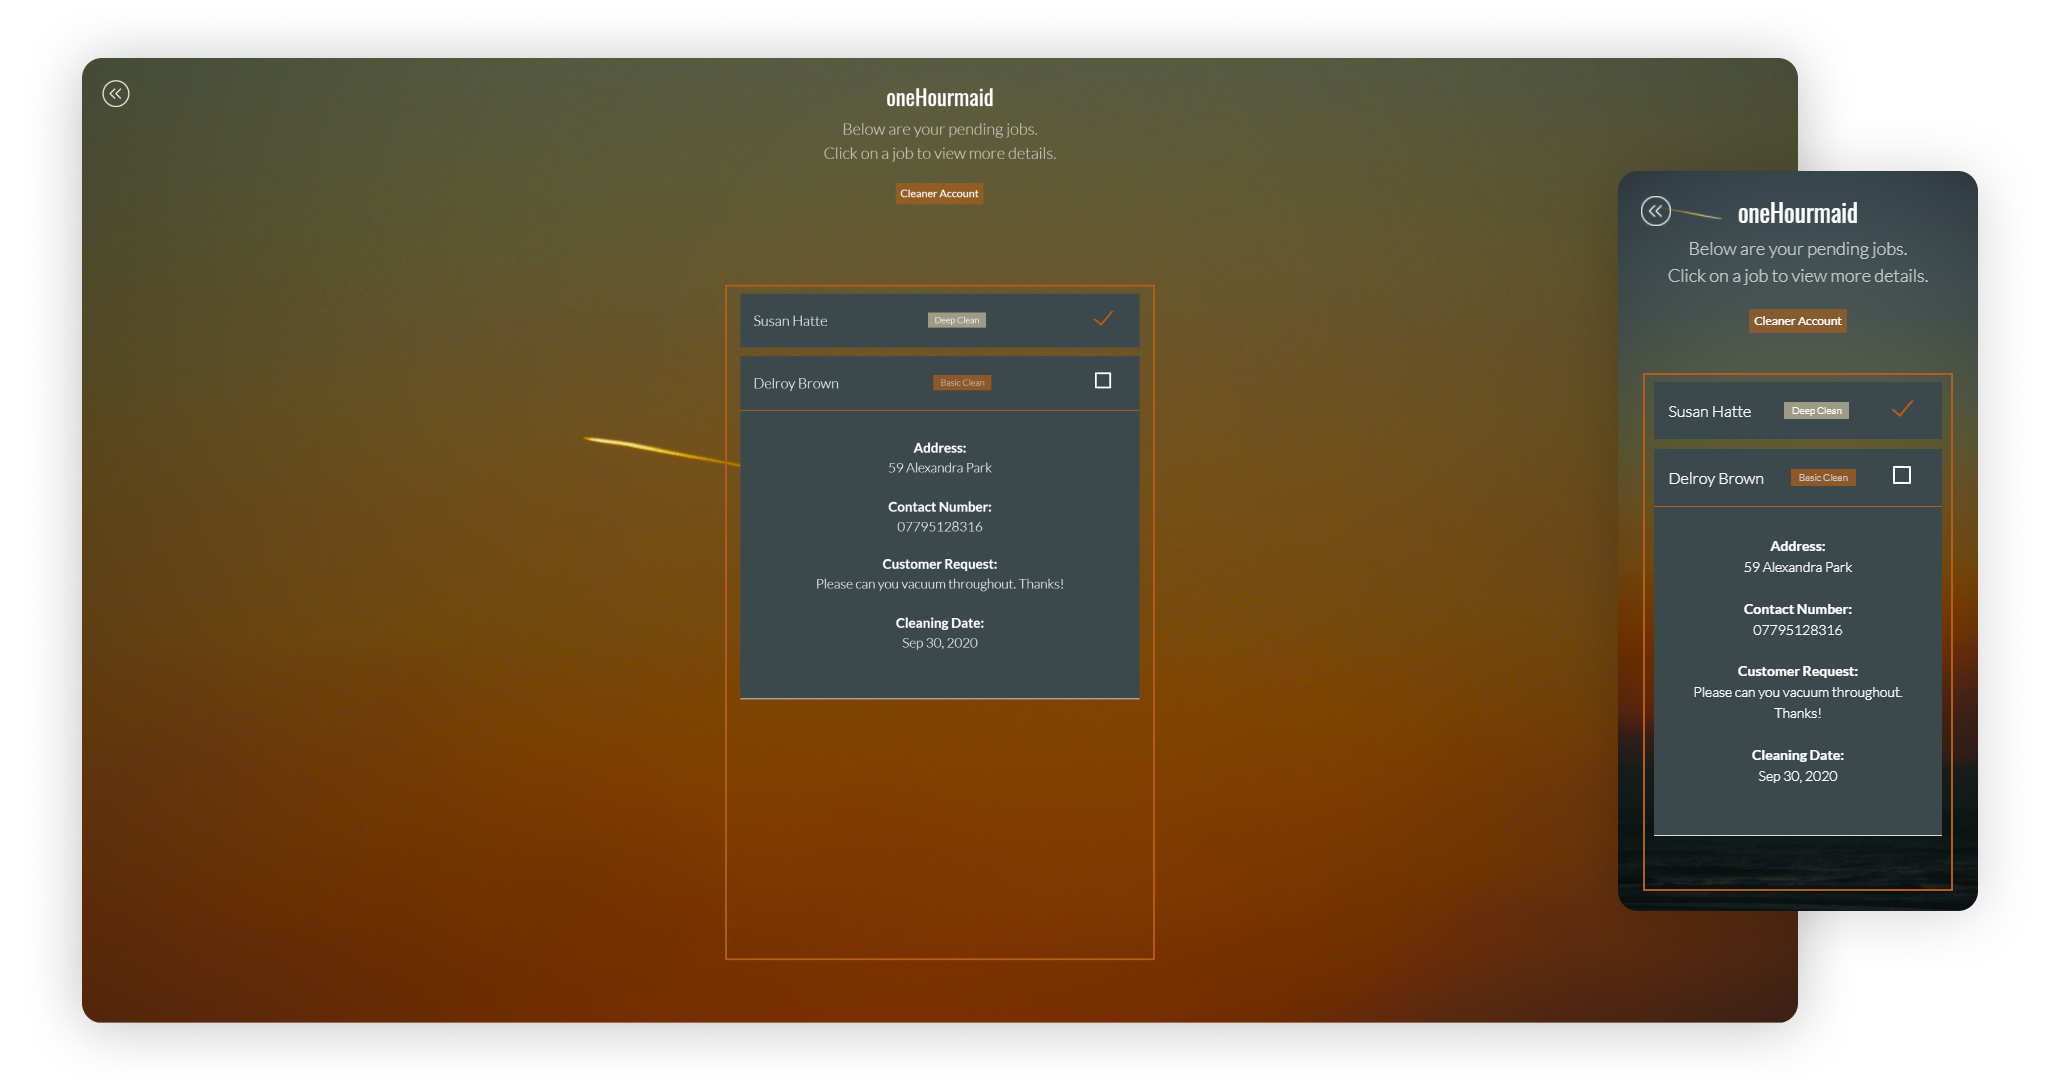 oneHourmaid
Below are your pending jobs.
Click on a job to view more details.
Cleaner Account
Susan Hatte
Deep Clean
Delroy Brown
Basic Clean
Address:
59 Alexandra Park
Contact Number:
07795128316
Customer Request:
Please can you vacuum throughout. Thanks!
Cleaning Date:
Sep 30, 2020
oneHourmaid
Below are your pending jobs.
Click on a job to view more details.
Cleaner Account
Susan Hatte
Deep Clean
Delroy Brown
Basic Clean
Address:
59 Alexandra Park
Contact Number:
07795128316
Customer Request:
Please can you vacuum throughout.
Thanks!
Cleaning Date:
Sep 30, 2020